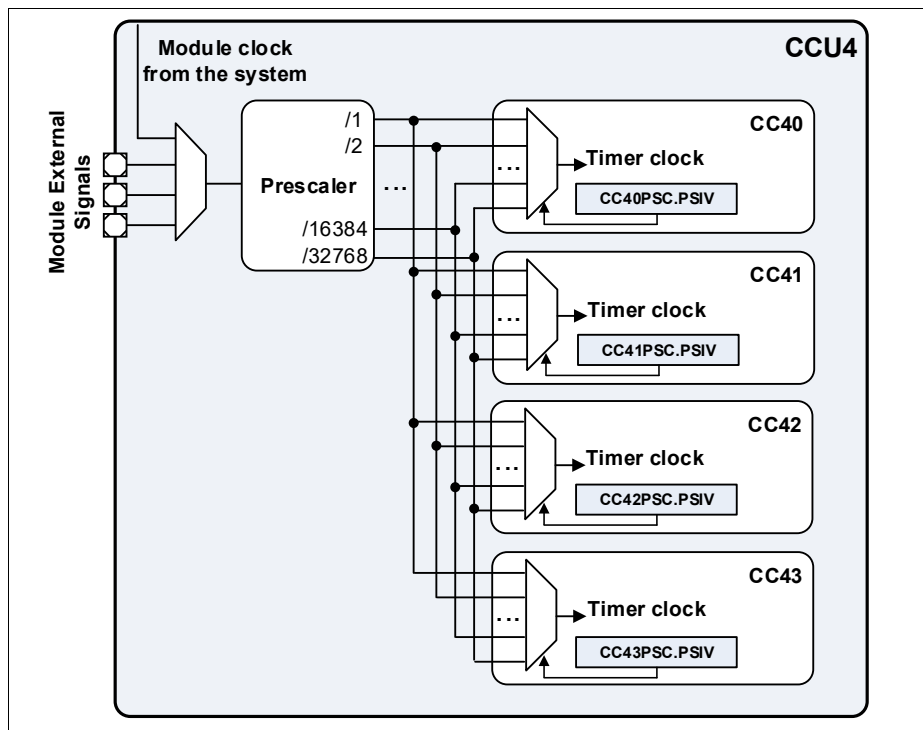 CCU4
Module clock
from the system
Module External
Signals
Prescaler
/1
/2
...
/16384
/32768
CC40
...
Timer clock
CC40PSC.PSIV
CC41
...
Timer clock
CC41PSC.PSIV
CC42
...
Timer clock
CC42PSC.PSIV
CC43
...
Timer clock
CC43PSC.PSIV